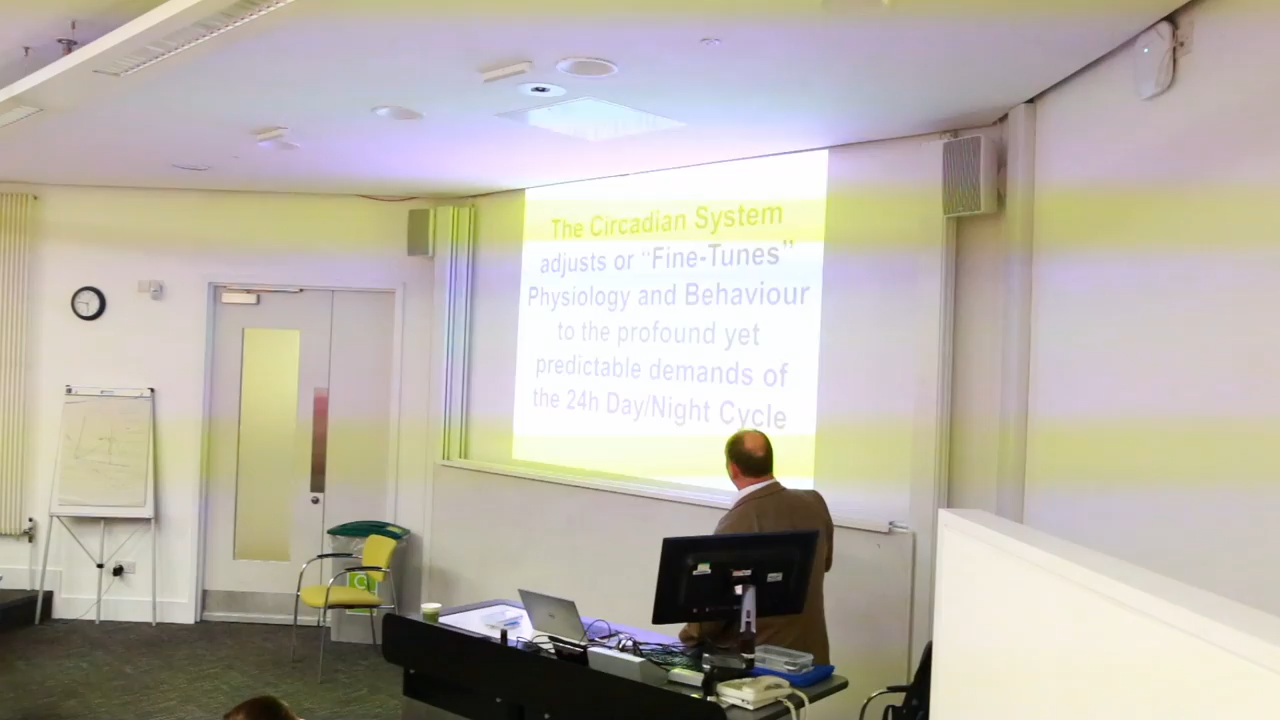 The Circadian System
adjusts or “Fine-Tunes”
Physiology and Behaviour
to the profound yet
predictable demands of
the 24h Day/Night Cycle